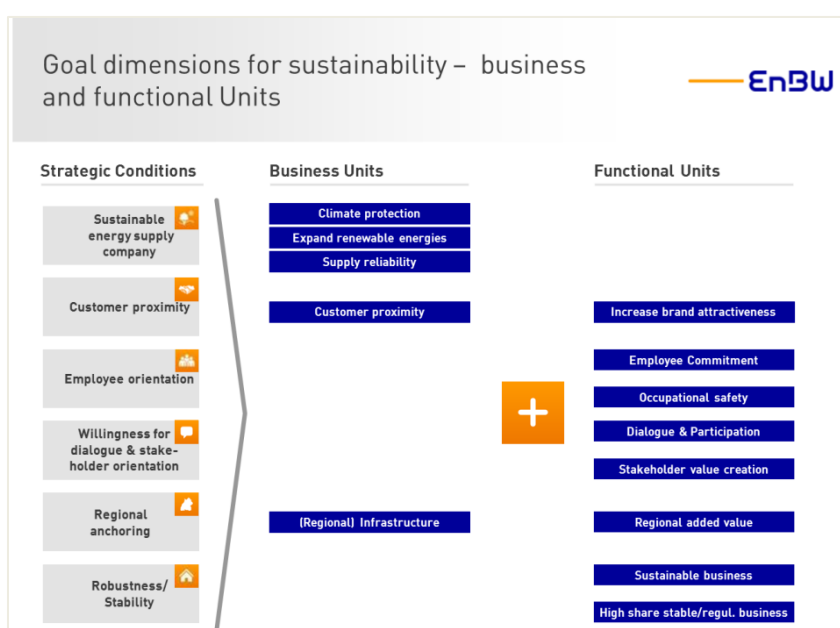 Goal dimensions for sustainability – business
and functional Units
EnBW
Strategic Conditions
Business Units
Functional Units
Sustainable
energy supply
company
Climate protection
Expand renewable energies
Supply reliability
Customer proximity
Customer proximity
Increase brand attractiveness
Employee orientation
Employee Commitment
Occupational safety
Willingness for
dialogue & stake-
holder orientation
Dialogue & Participation
Stakeholder value creation
Regional
anchoring
(Regional) Infrastructure
Regional added value
Robustness/
Stability
Sustainable business
High share stable/regul. business
+